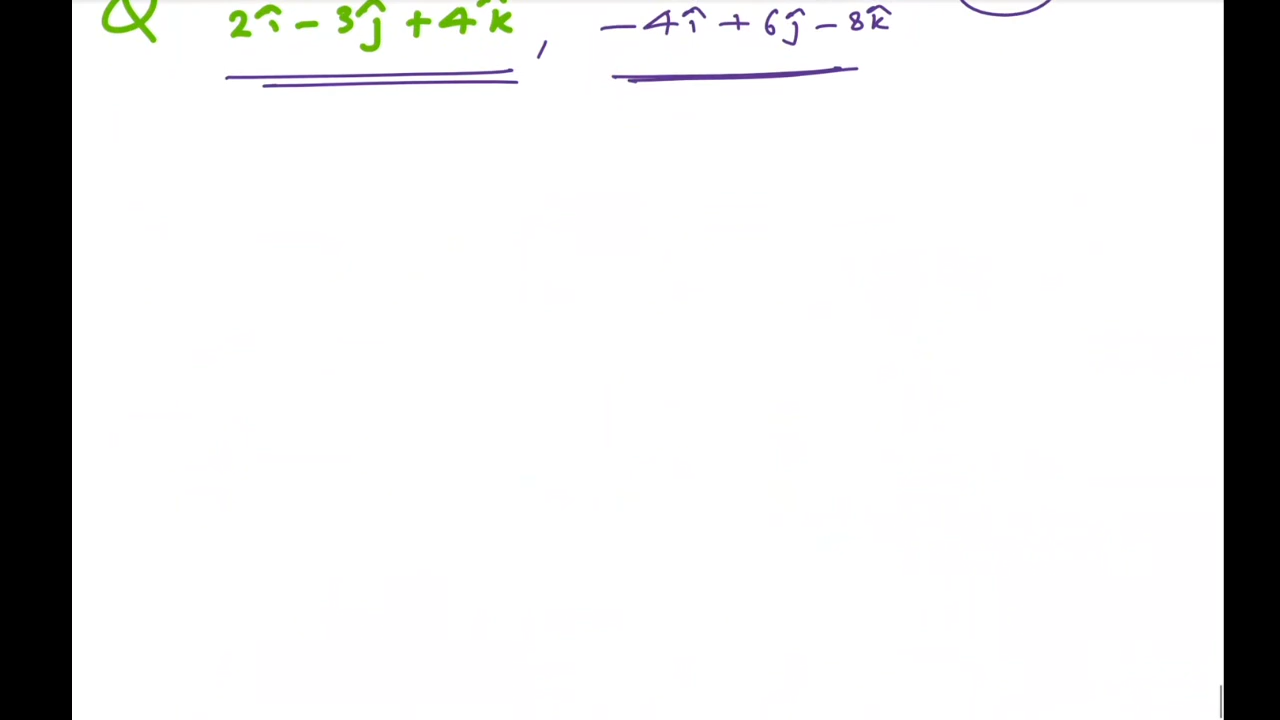 Q 2î - 3ĵ + 4k̂ , - 4î + 6ĵ - 8k̂